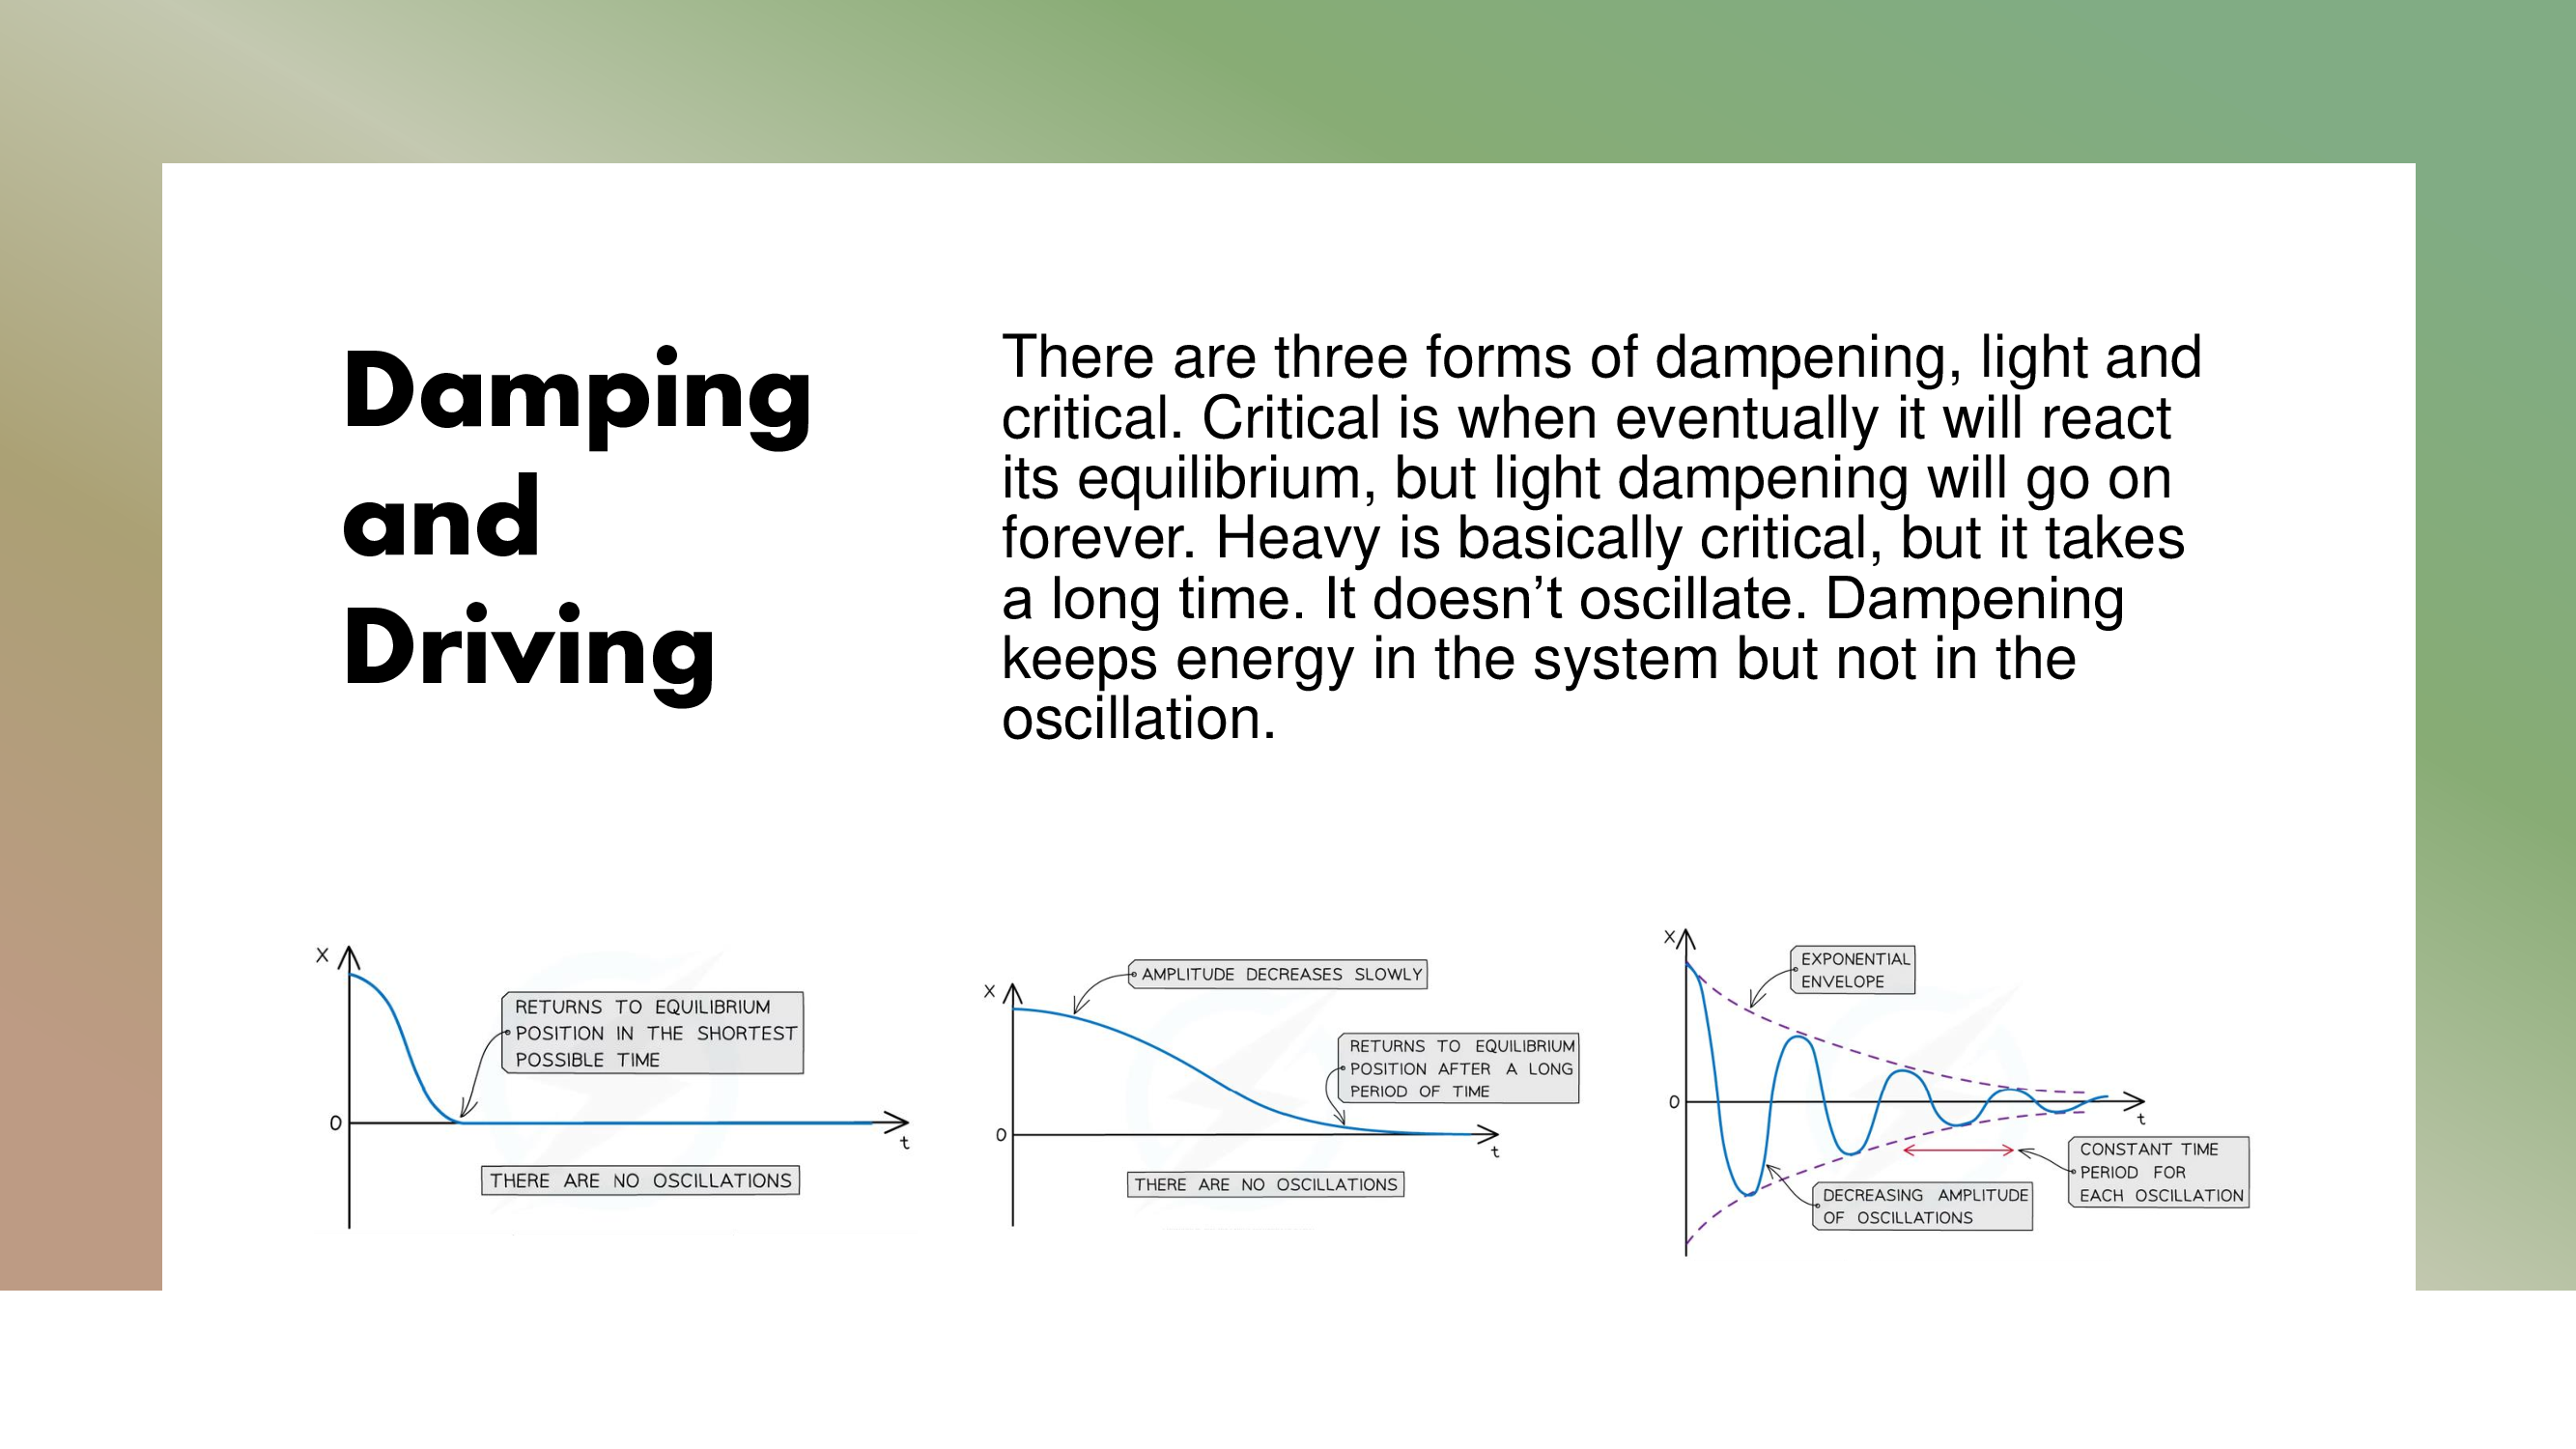 Damping
and
Driving
There are three forms of dampening, light and
critical. Critical is when eventually it will react
its equilibrium, but light dampening will go on
forever. Heavy is basically critical, but it takes
a long time. It doesn’t oscillate. Dampening
keeps energy in the system but not in the
oscillation.
X
RETURNS TO EQUILIBRIUM
POSITION IN THE SHORTEST
POSSIBLE TIME
0
t
THERE ARE NO OSCILLATIONS
AMPLITUDE DECREASES SLOWLY
X
RETURNS TO EQUILIBRIUM
POSITION AFTER A LONG
PERIOD OF TIME
0
t
THERE ARE NO OSCILLATIONS
X
EXPONENTIAL
ENVELOPE
0
t
CONSTANT TIME
PERIOD FOR
EACH OSCILLATION
DECREASING AMPLITUDE
OF OSCILLATIONS